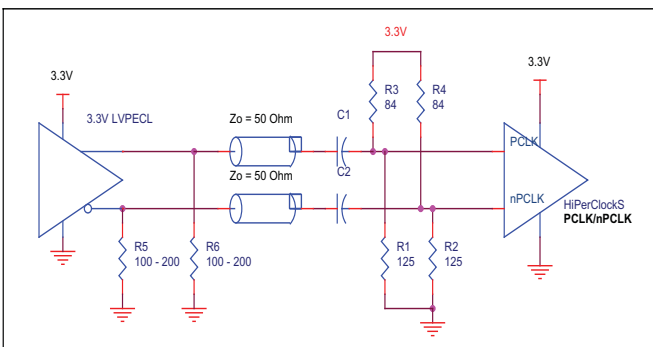 3.3V
3.3V
3.3V
R3
84
R4
84
3.3V LVPECL
Zo = 50 Ohm
C1
PCLK
Zo = 50 Ohm
C2
nPCLK
HiPerClockS
PCLK/nPCLK
R5
100 - 200
R6
100 - 200
R1
125
R2
125